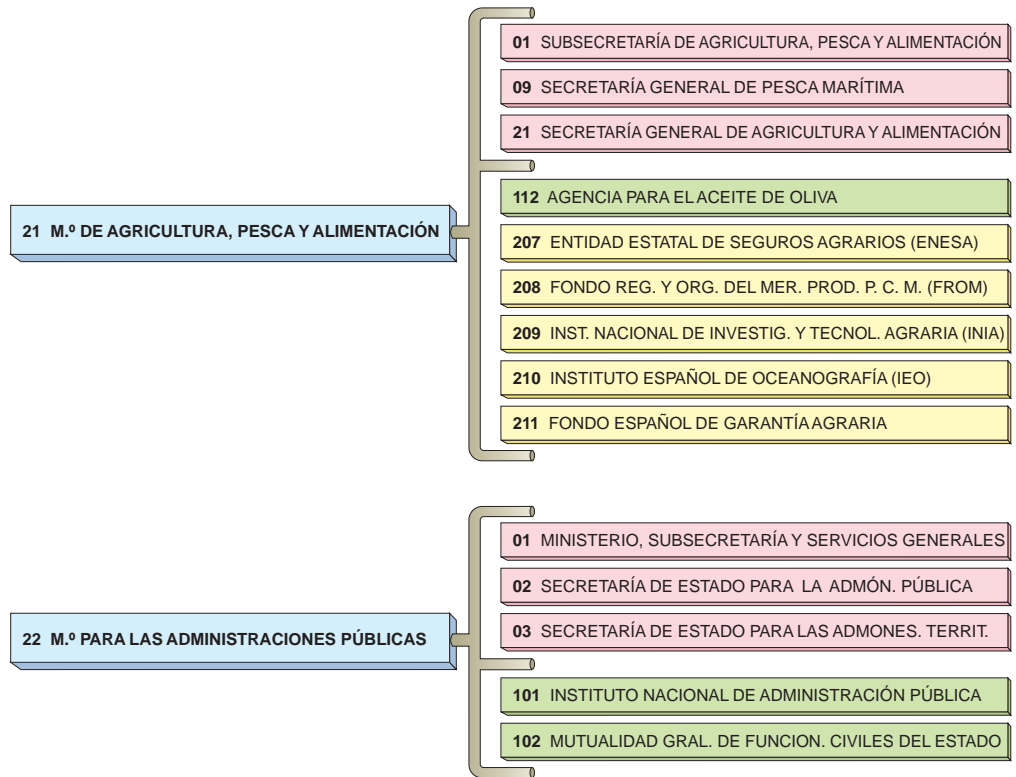 01 SUBSECRETARÍA DE AGRICULTURA, PESCA Y ALIMENTACIÓN
09 SECRETARÍA GENERAL DE PESCA MARÍTIMA
21 SECRETARÍA GENERAL DE AGRICULTURA Y ALIMENTACIÓN
112 AGENCIA PARA EL ACEITE DE OLIVA
21 M.º DE AGRICULTURA, PESCA Y ALIMENTACIÓN
207 ENTIDAD ESTATAL DE SEGUROS AGRARIOS (ENESA)
208 FONDO REG. Y ORG. DEL MER. PROD. P. C. M. (FROM)
209 INST. NACIONAL DE INVESTIG. Y TECNOL. AGRARIA (INIA)
210 INSTITUTO ESPAÑOL DE OCEANOGRAFÍA (IEO)
211 FONDO ESPAÑOL DE GARANTÍA AGRARIA
01 MINISTERIO, SUBSECRETARÍA Y SERVICIOS GENERALES
02 SECRETARÍA DE ESTADO PARA LA ADMÓN. PÚBLICA
22 M.º PARA LAS ADMINISTRACIONES PÚBLICAS
03 SECRETARÍA DE ESTADO PARA LAS ADMONES. TERRIT.
101 INSTITUTO NACIONAL DE ADMINISTRACIÓN PÚBLICA
102 MUTUALIDAD GRAL. DE FUNCION. CIVILES DEL ESTADO